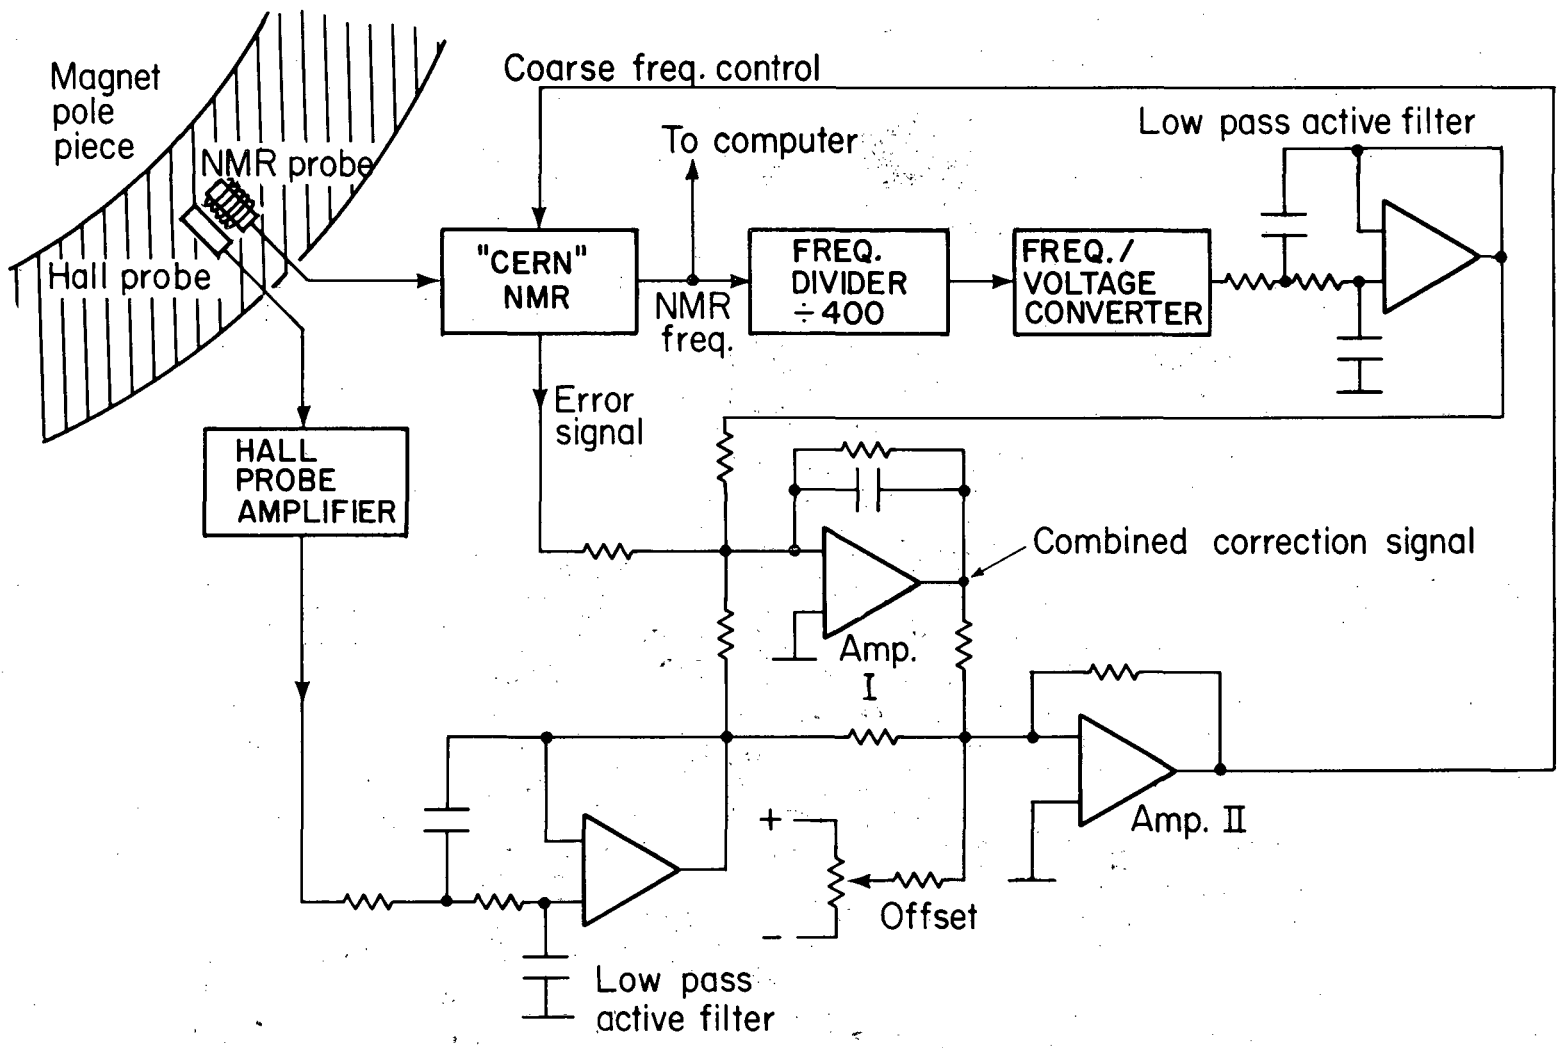 Coarse freq. control
Magnet
pole
piece
Low pass active filter
To computer
NMR probe
"CERN"
NMR
FREQ.
DIVIDER
÷400
FREQ./
VOLTAGE
CONVERTER
Hall probe
NMR
freq.
Error
signal
HALL
PROBE
AMPLIFIER
Combined correction signal
Amp.
I
Amp. II
+
-
Offset
Low pass
active filter